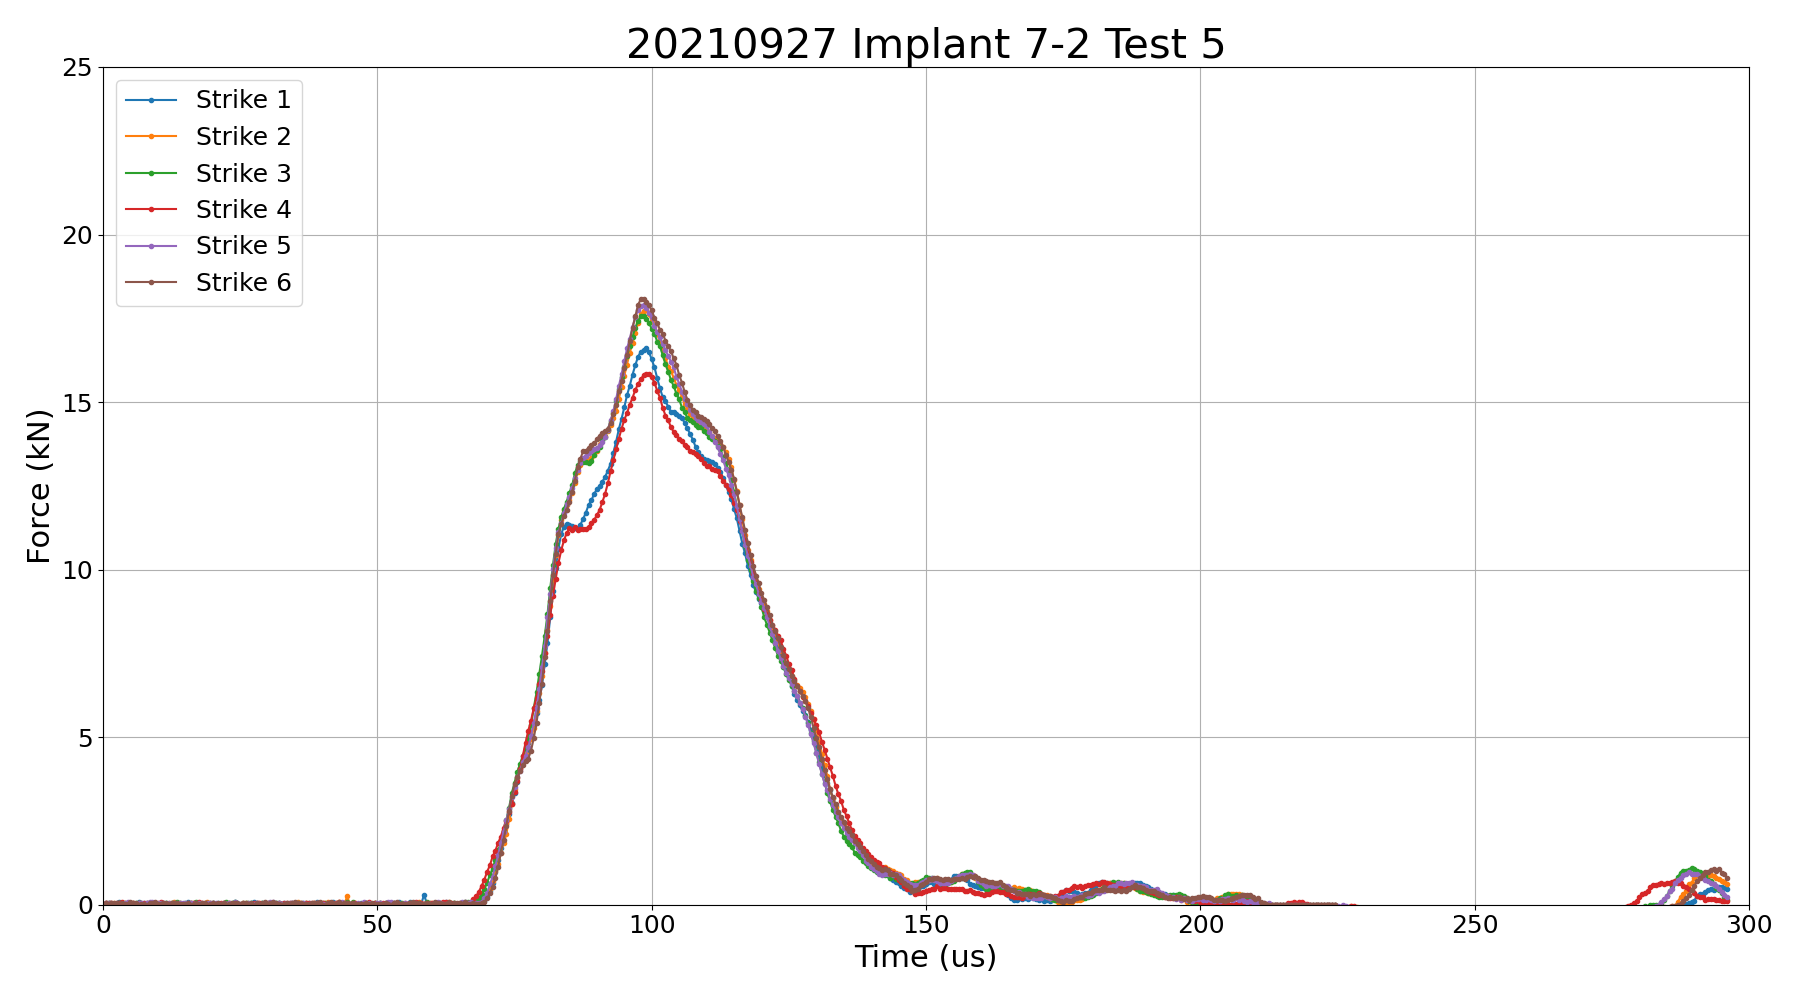 20210927 Implant 7-2 Test 5
25
20
15
10
5
0
Force (kN)
Strike 1
Strike 2
Strike 3
Strike 4
Strike 5
Strike 6
0 50 100 150 200 250 300
Time (us)